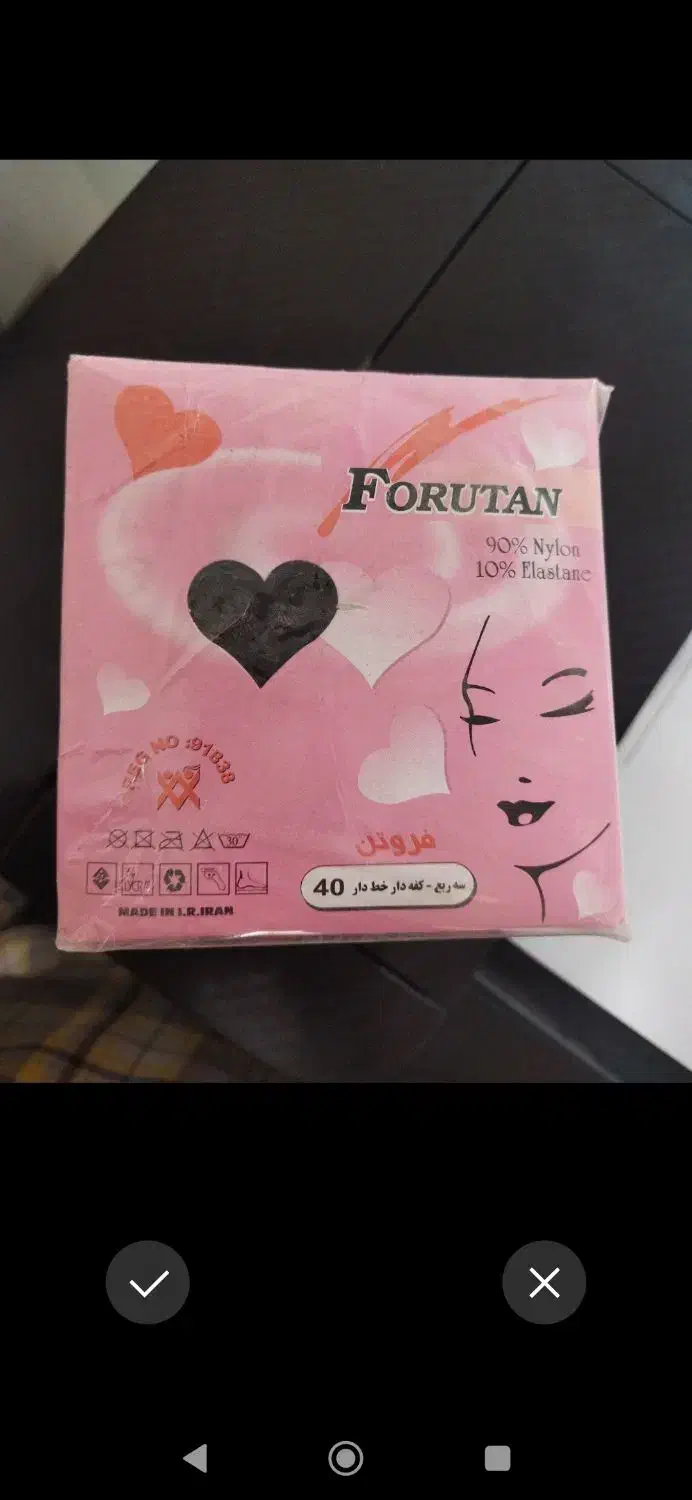 FORUTAN
90% Nylon
10% Elastane
REG NO :91838
30°
فروتن
سه ربع - کفه دار خط دار 40
MADE IN I.R.IRAN